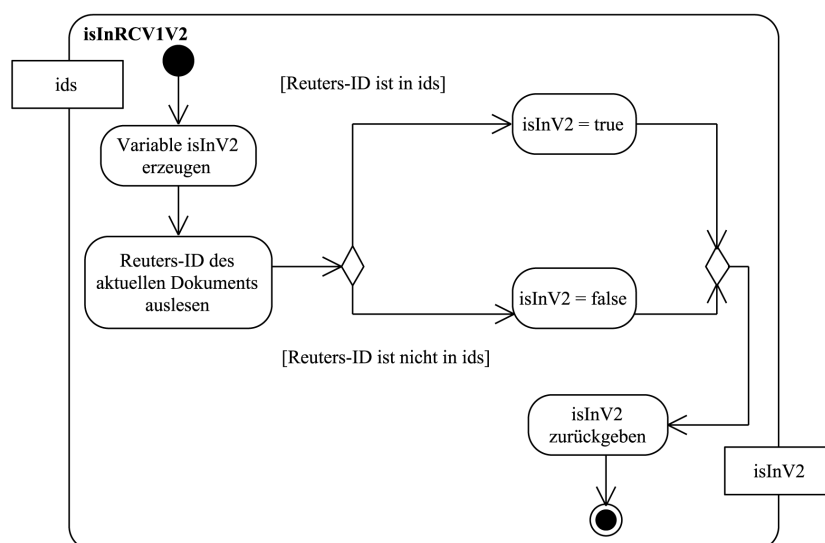 isInRCV1V2
ids
[Reuters-ID ist in ids]
isInV2 = true
Variable isInV2
erzeugen
Reuters-ID des
aktuellen Dokuments
auslesen
isInV2 = false
[Reuters-ID ist nicht in ids]
isInV2
zurückgeben
isInV2